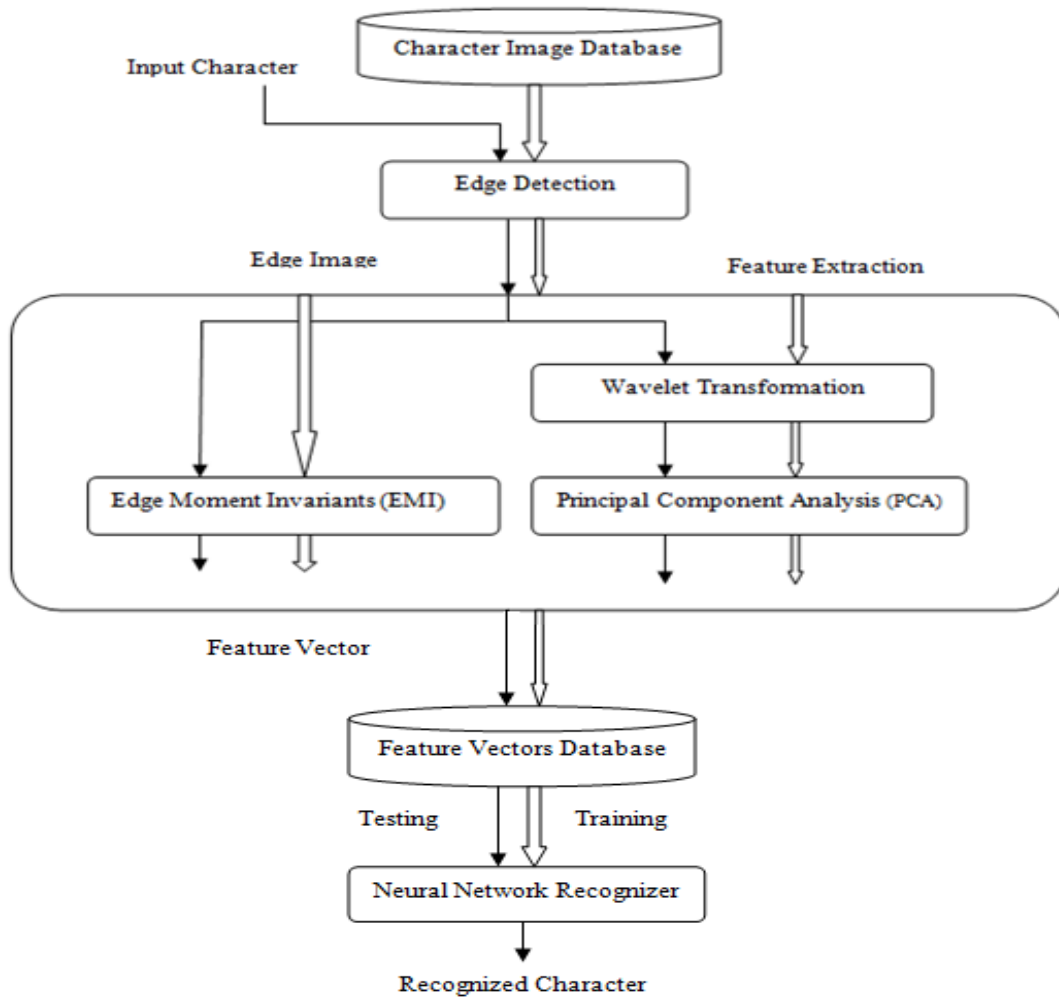 Character Image Database
Input Character
Edge Detection
Edge Image
Feature Extraction
Wavelet Transformation
Edge Moment Invariants (EMI)
Principal Component Analysis (PCA)
Feature Vector
Feature Vectors Database
Testing
Training
Neural Network Recognizer
Recognized Character